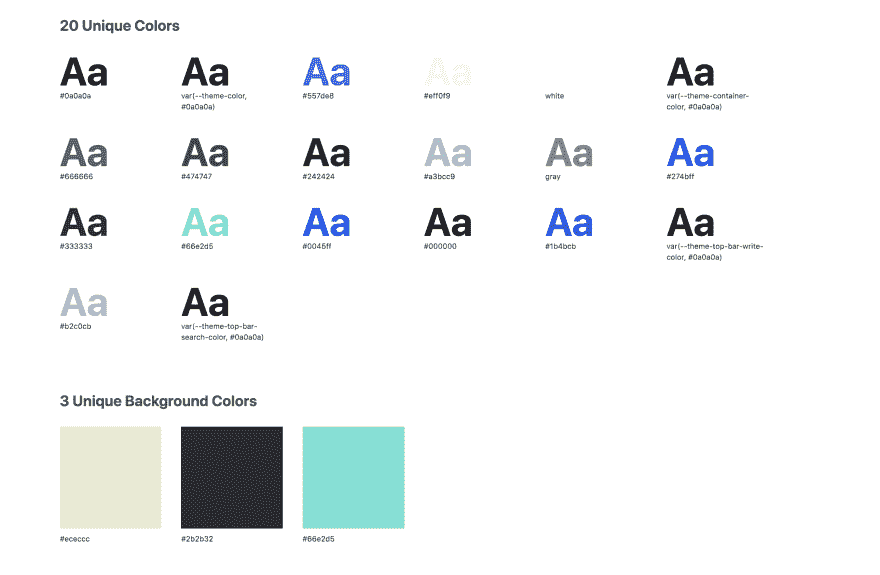 20 Unique Colors
Aa Aa Aa Aa Aa
#0a0a0a var(--theme-color, #557de8 #eff0f9 white var(--theme-container-
#0a0a0a) color, #0a0a0a)
Aa Aa Aa Aa Aa Aa
#666666 #474747 #242424 #a3bcc9 gray #274bff
Aa Aa Aa Aa Aa Aa
#333333 #66e2d5 #0045ff #000000 #1b4bcb var(--theme-top-bar-write-
color, #0a0a0a)
Aa Aa
#b2c0cb var(--theme-top-bar-
search-color, #0a0a0a)
3 Unique Background Colors
#ececcc #2b2b32 #66e2d5